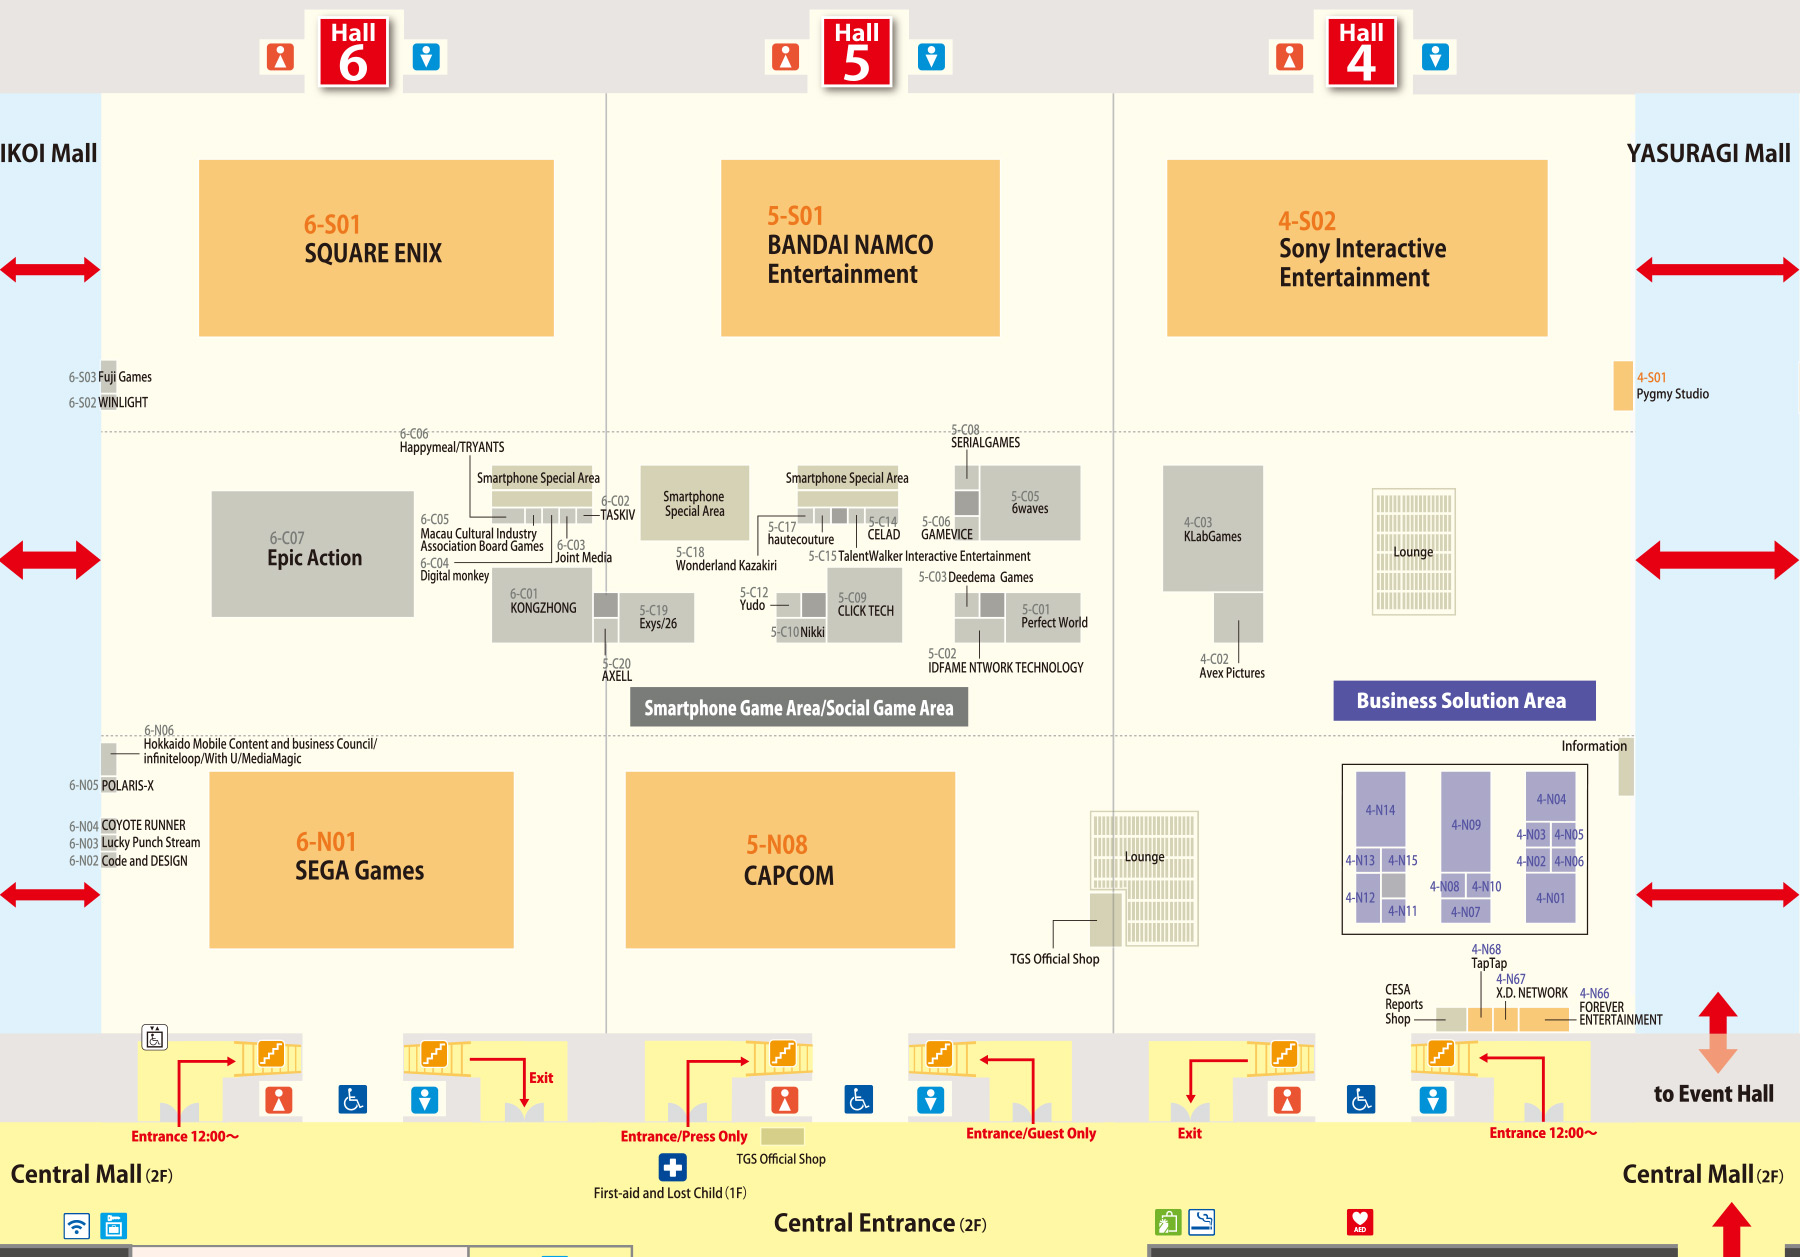 Hall
6
Hall
5
Hall
4
IKOI Mall
YASURAGI Mall
6-S01
SQUARE ENIX
5-S01
BANDAI NAMCO
Entertainment
4-S02
Sony Interactive
Entertainment
6-S03 Fuji Games
6-S02 WINLIGHT
4-S01
Pygmy Studio
6-C06
Happymeal/TRYANTS
Smartphone Special Area
6-C02
TASKIV
6-C05
Macau Cultural Industry
Association Board Games
6-C03
Joint Media
6-C04
Digital monkey
6-C07
Epic Action
6-C01
KONGZHONG
5-C19
Exys/26
5-C20
AXELL
Smartphone
Special Area
Smartphone Special Area
5-C17
hautecouture
5-C14
CELAD
5-C18
Wonderland Kazakiri
5-C15 TalentWalker Interactive Entertainment
5-C08
SERIALGAMES
5-C05
6waves
5-C06
GAMEVICE
5-C12
Yudo
5-C09
CLICK TECH
5-C10 Nikki
5-C03 Deedema Games
5-C01
Perfect World
5-C02
IDFAME NTWORK TECHNOLOGY
4-C03
KLabGames
4-C02
Avex Pictures
Lounge
Smartphone Game Area/Social Game Area
Business Solution Area
6-N06
Hokkaido Mobile Content and business Council/
infiniteloop/With U/MediaMagic
6-N05 POLARIS-X
6-N04 COYOTE RUNNER
6-N03 Lucky Punch Stream
6-N02 Code and DESIGN
6-N01
SEGA Games
5-N08
CAPCOM
Lounge
TGS Official Shop
Information
4-N14
4-N13
4-N15
4-N12
4-N11
4-N09
4-N08
4-N10
4-N07
4-N04
4-N03
4-N05
4-N02
4-N06
4-N01
4-N68
TapTap
4-N67
X.D. NETWORK
4-N66
FOREVER
ENTERTAINMENT
CESA
Reports
Shop
to Event Hall
Exit
Entrance 12:00～
Entrance/Press Only
Entrance/Guest Only
Exit
Entrance 12:00～
TGS Official Shop
First-aid and Lost Child (1F)
Central Mall (2F)
Central Mall (2F)
Central Entrance (2F)
AED